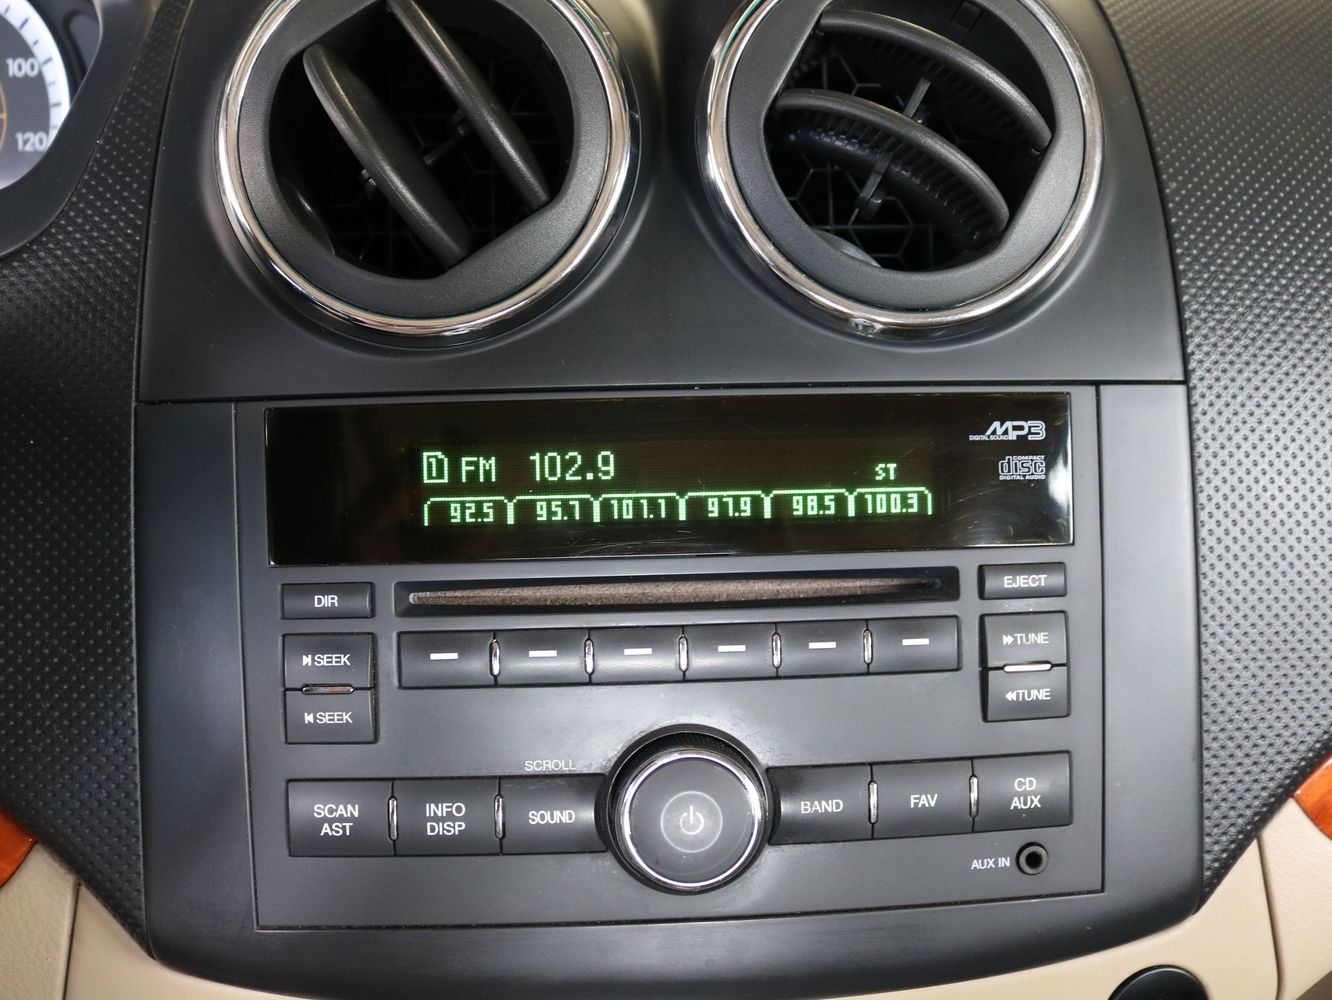 100
120
MP3
DIGITAL SOUND
COMPACT
disc
DIGITAL AUDIO
1 FM 102.9
ST
92.5 95.7 101.1 97.9 98.5 100.3
DIR
EJECT
SEEK
TUNE
SEEK
TUNE
SCROLL
SCAN
AST
INFO
DISP
SOUND
BAND
FAV
CD
AUX
AUX IN